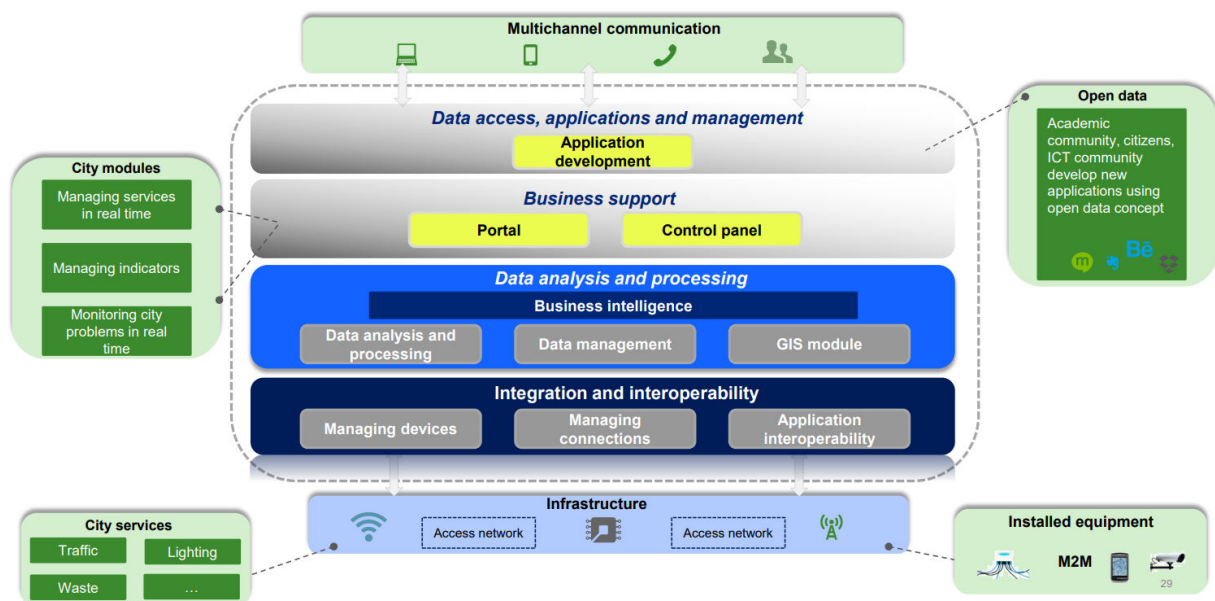 Multichannel communication
Data access, applications and management
Application
development
Open data
Academic
community, citizens,
ICT community
develop new
applications using
open data concept
m
Bē
City modules
Managing services
in real time
Managing indicators
Monitoring city
problems in real
time
Business support
Portal
Control panel
Data analysis and processing
Business intelligence
Data analysis and
processing
Data management
GIS module
Integration and interoperability
Managing devices
Managing
connections
Application
interoperability
Infrastructure
Access network
Access network
City services
Traffic
Lighting
Waste
...
Installed equipment
M2M
29